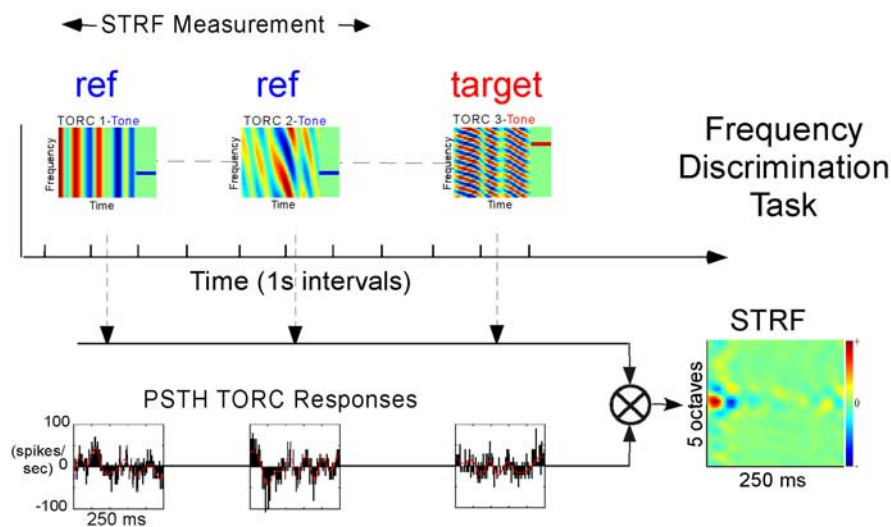 STRF Measurement
ref
ref
target
TORC 1-Tone
TORC 2-Tone
TORC 3-Tone
Frequency
Frequency
Frequency
Time
Time
Time
Frequency
Discrimination
Task
Time (1s intervals)
STRF
5 octaves
+
0
-
250 ms
PSTH TORC Responses
100
(spikes/
sec)
0
-100
250 ms